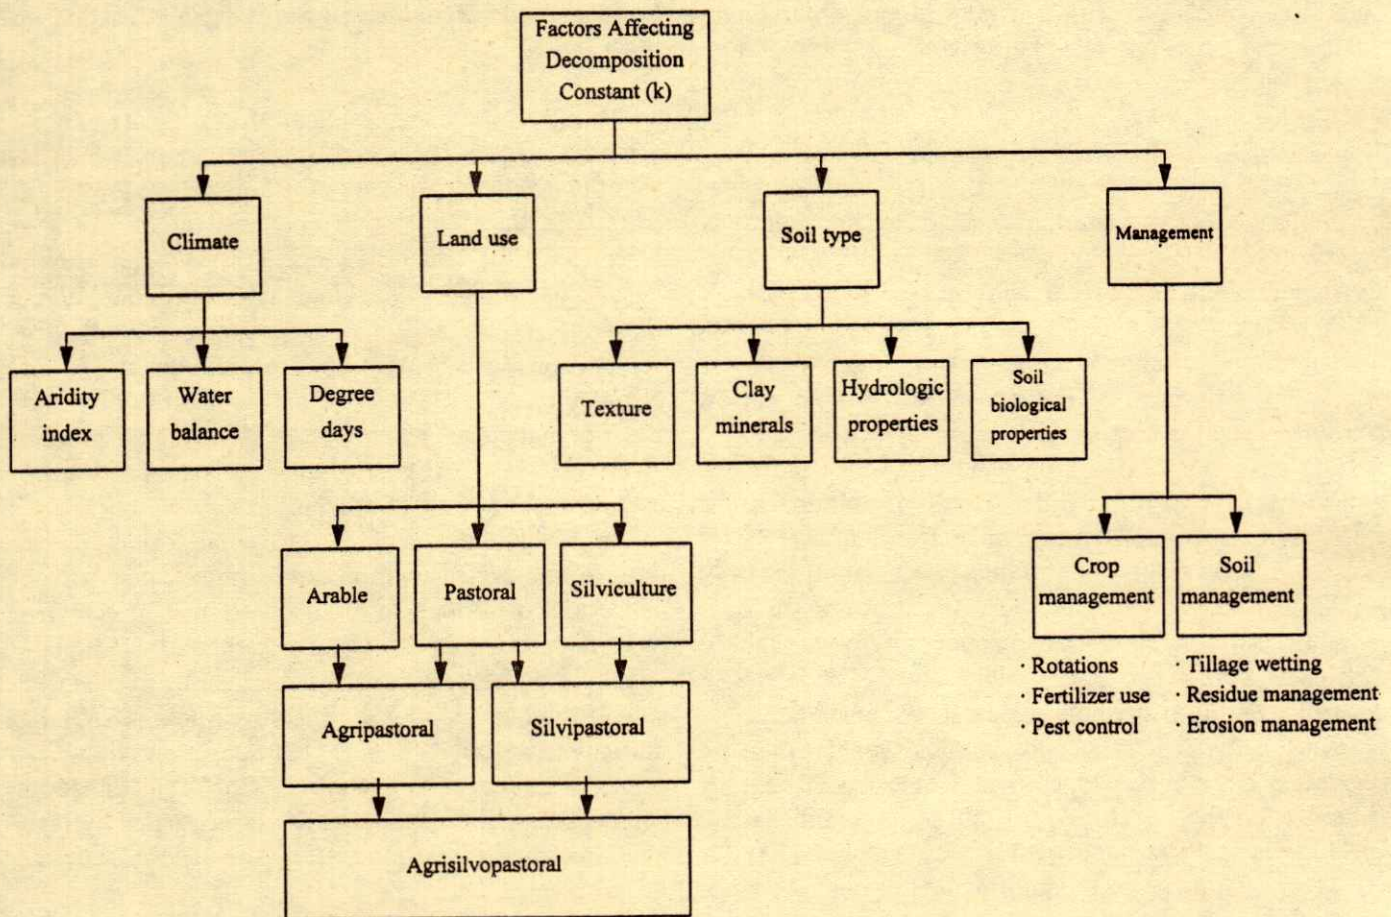 Factors Affecting
Decomposition
Constant (k)
Climate
Land use
Soil type
Management
Aridity
index
Water
balance
Degree
days
Texture
Clay
minerals
Hydrologic
properties
Soil
biological
properties
Arable
Pastoral
Silviculture
Crop
management
Soil
management
· Rotations
· Fertilizer use
· Pest control
· Tillage wetting
· Residue management
· Erosion management
Agripastoral
Silvipastoral
Agrisilvopastoral